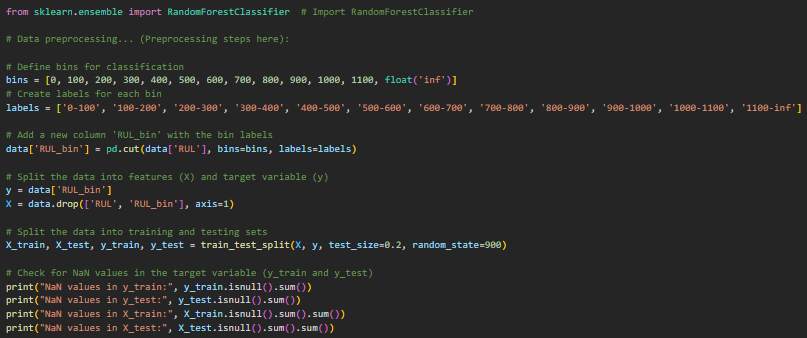 from sklearn.ensemble import RandomForestClassifier  # Import RandomForestClassifier
# Data preprocessing... (Preprocessing steps here):
# Define bins for classification
bins = [0, 100, 200, 300, 400, 500, 600, 700, 800, 900, 1000, 1100, float('inf')]
# Create labels for each bin
labels = ['0-100', '100-200', '200-300', '300-400', '400-500', '500-600', '600-700', '700-800', '800-900', '900-1000', '1000-1100', '1100-inf']
# Add a new column 'RUL_bin' with the bin labels
data['RUL_bin'] = pd.cut(data['RUL'], bins=bins, labels=labels)
# Split the data into features (X) and target variable (y)
y = data['RUL_bin']
X = data.drop(['RUL', 'RUL_bin'], axis=1)
# Split the data into training and testing sets
X_train, X_test, y_train, y_test = train_test_split(X, y, test_size=0.2, random_state=900)
# Check for NaN values in the target variable (y_train and y_test)
print("NaN values in y_train:", y_train.isnull().sum())
print("NaN values in y_test:", y_test.isnull().sum())
print("NaN values in X_train:", X_train.isnull().sum().sum())
print("NaN values in X_test:", X_test.isnull().sum().sum())